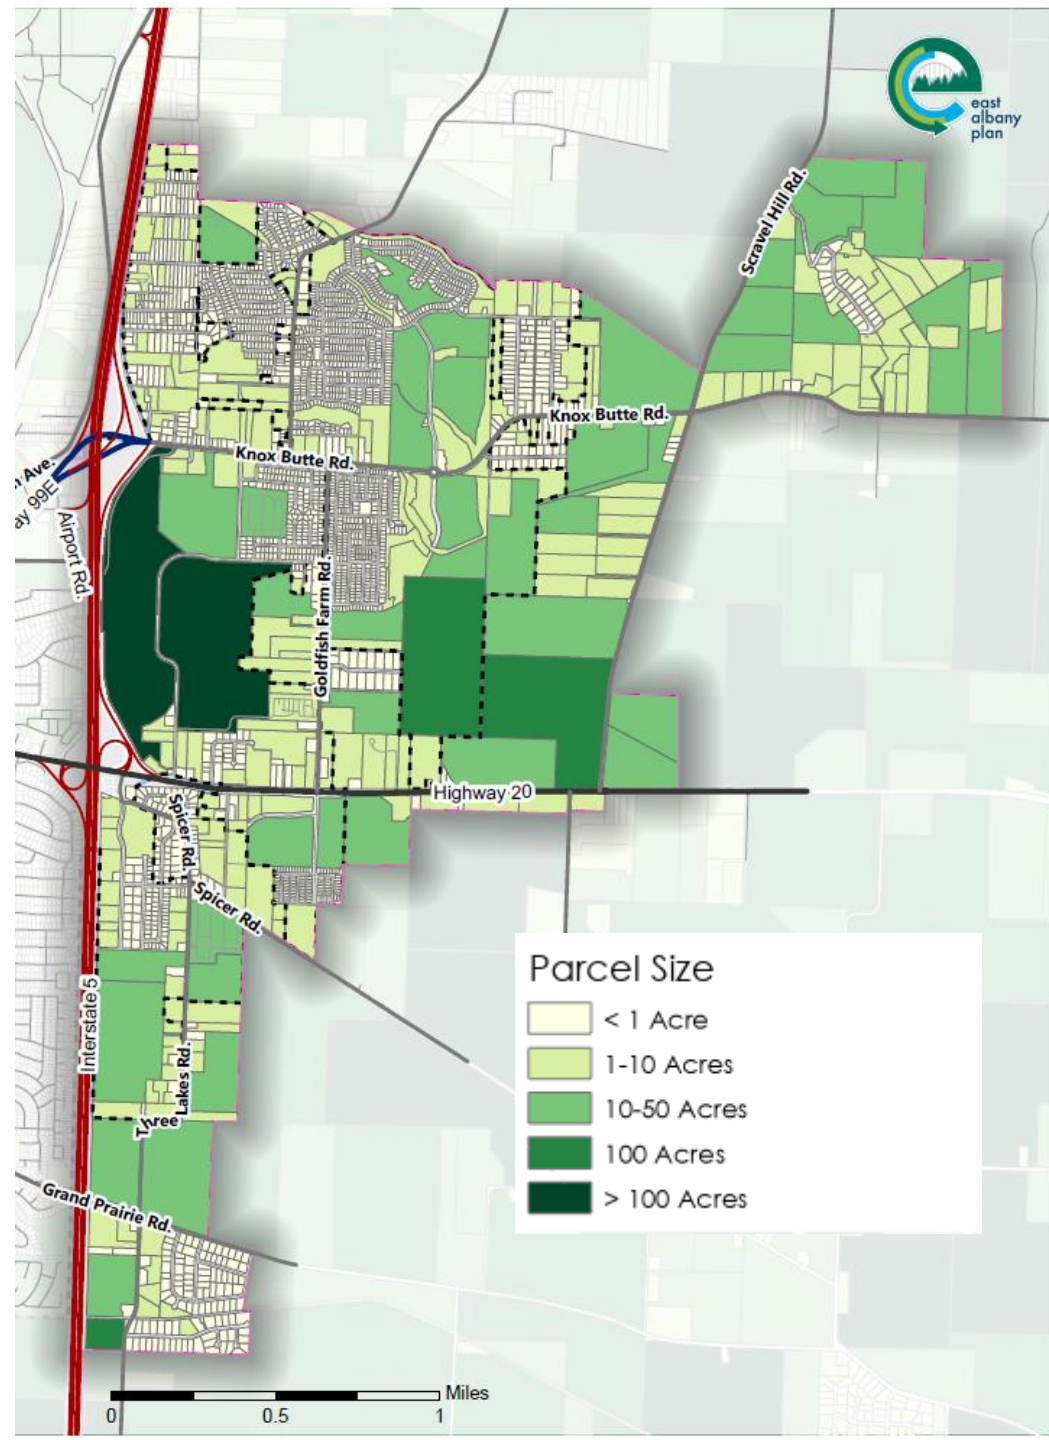 east
albany
plan
Scravel Hill Rd.
Knox Butte Rd.
Knox Butte Rd.
Ave.
99E
Airport Rd.
Goldfish Farm Rd.
Highway 20
Spicer Rd.
Spicer Rd.
Interstate 5
Three Lakes Rd.
Grand Prairie Rd.
Parcel Size
< 1 Acre
1-10 Acres
10-50 Acres
100 Acres
> 100 Acres
Miles
0 0.5 1